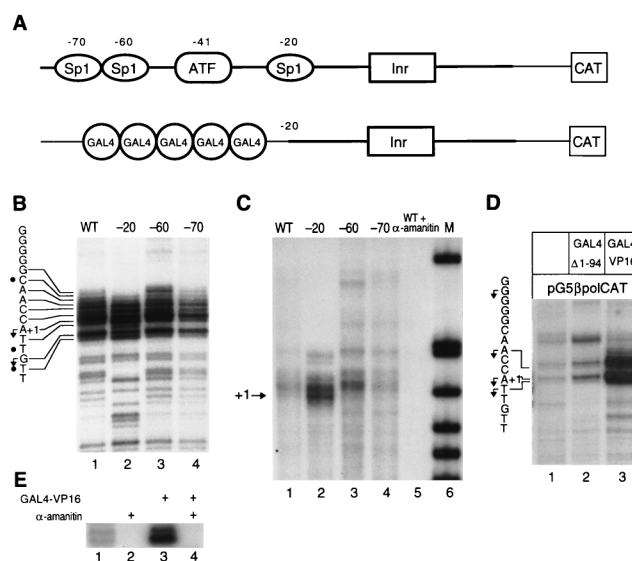 A
-70 -60 -41 -20
Sp1 Sp1 ATF Sp1 Inr CAT
-20
GAL4 GAL4 GAL4 GAL4 GAL4 Inr CAT
B
WT –20 –60 –70
G
G
G
G
G
C
A
A
C
C
A+1
T
T
G
T
T
1 2 3 4
C
WT –20 –60 –70 WT + α-amanitin M
+1
1 2 3 4 5 6
D
GAL4 Δ1-94 GAL4 VP16
pG5βpolCAT
G
G
G
G
G
C
A
A
C
C
A+1
T
T
G
T
T
1 2 3
E
GAL4-VP16 + +
α-amanitin + +
1 2 3 4